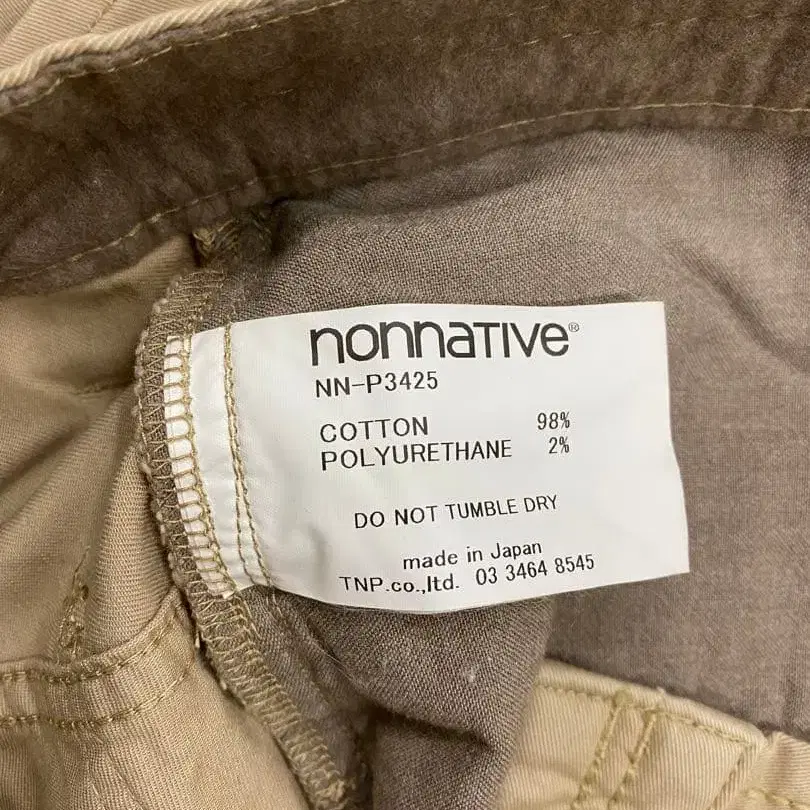 nonnative®
NN-P3425
COTTON 98%
POLYURETHANE 2%
DO NOT TUMBLE DRY
made in Japan
TNP.co.,ltd. 03 3464 8545